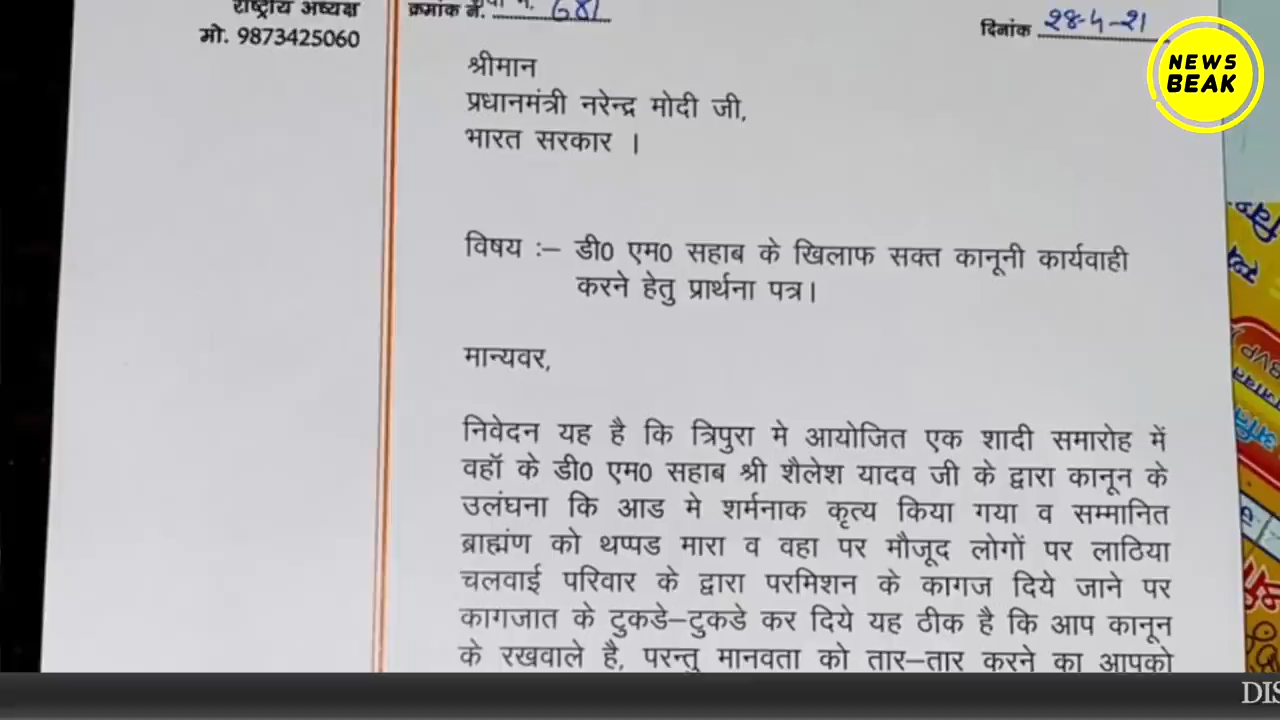 राष्ट्रीय अध्यक्ष
मो. 9873425060
क्रमांक नं. 681
दिनांक 28-4-21
NEWS
BEAK
श्रीमान
प्रधानमंत्री नरेन्द्र मोदी जी,
भारत सरकार ।
विषय :– डी0 एम0 सहाब के खिलाफ सक्त कानूनी कार्यवाही
करने हेतु प्रार्थना पत्र।
मान्यवर,
निवेदन यह है कि त्रिपुरा मे आयोजित एक शादी समारोह में
वहॉ के डी0 एम0 सहाब श्री शैलेश यादव जी के द्वारा कानून के
उलंघना कि आड मे शर्मनाक कृत्य किया गया व सम्मानित
ब्राह्मंण को थप्पड मारा व वहा पर मौजूद लोगों पर लाठिया
चलवाई परिवार के द्वारा परमिशन के कागज दिये जाने पर
कागजात के टुकडे–टुकडे कर दिये यह ठीक है कि आप कानून
के रखवाले है, परन्तु मानवता को तार–तार करने का आपको
DIS